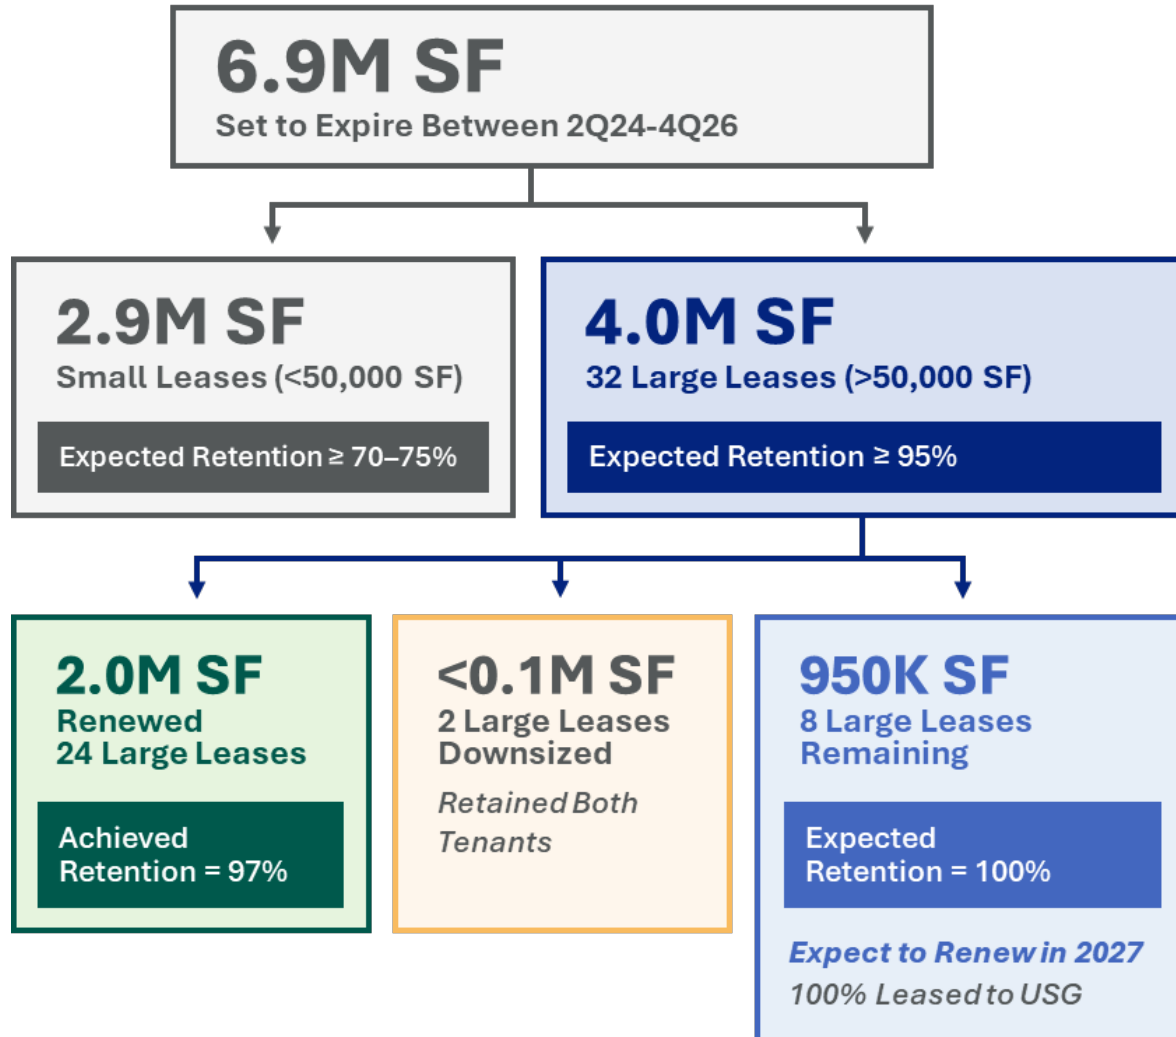 6.9M SF
Set to Expire Between 2Q24-4Q26
2.9M SF
Small Leases (<50,000 SF)
Expected Retention ≥ 70–75%
4.0M SF
32 Large Leases (>50,000 SF)
Expected Retention ≥ 95%
2.0M SF
Renewed
24 Large Leases
Achieved
Retention = 97%
<0.1M SF
2 Large Leases
Downsized
Retained Both
Tenants
950K SF
8 Large Leases
Remaining
Expected
Retention = 100%
Expect to Renew in 2027
100% Leased to USG